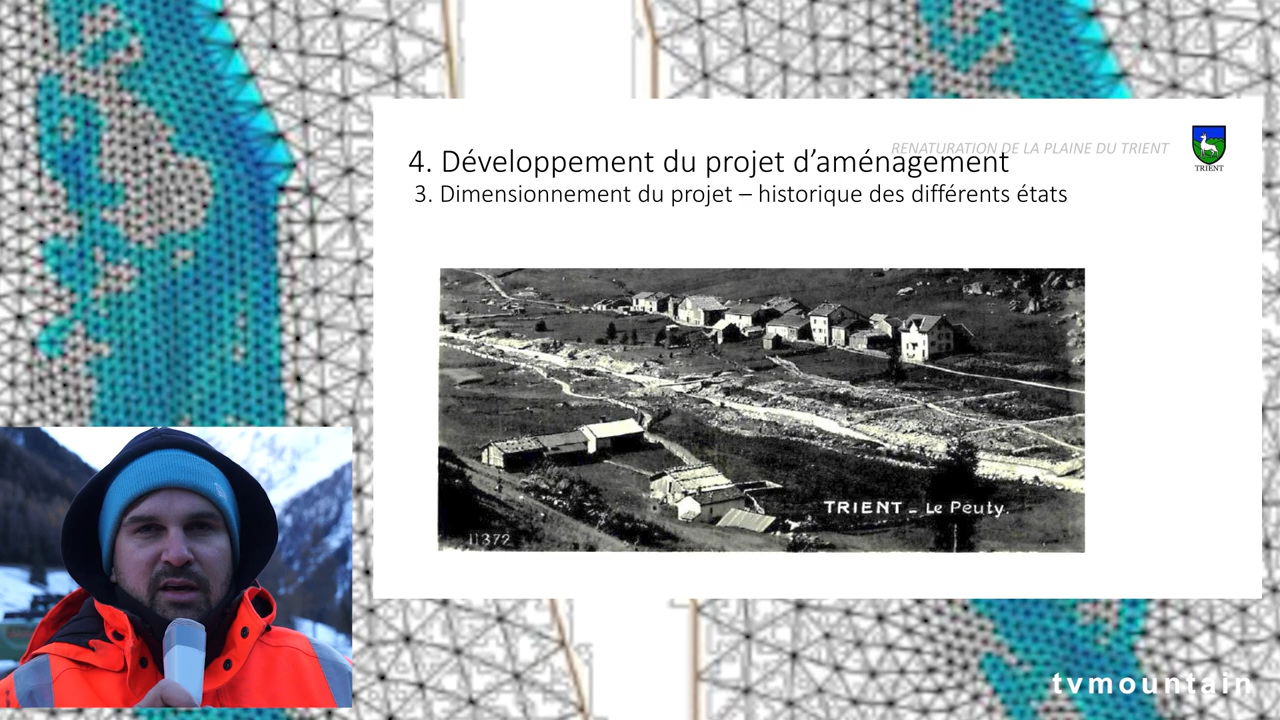 RENATURATION DE LA PLAINE DU TRIENT
4. Développement du projet d’aménagement
3. Dimensionnement du projet – historique des différents états
TRIENT
TRIENT - Le Peuty.
11372
tvmountain